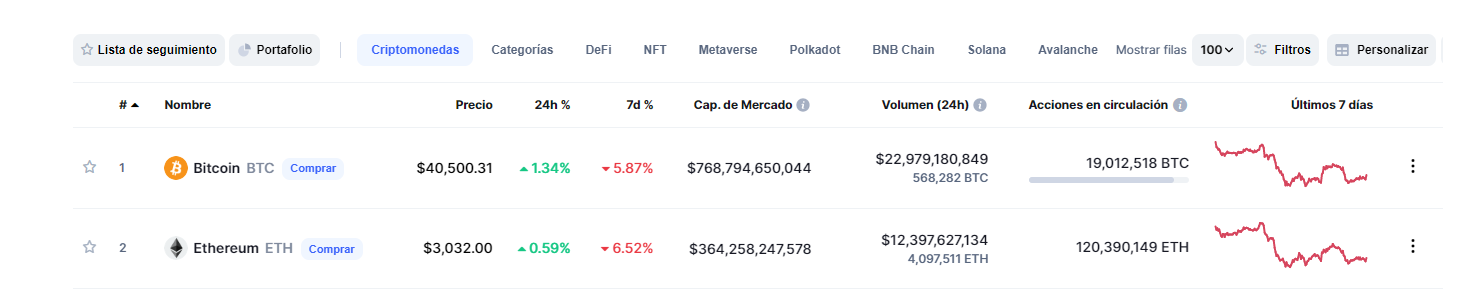 Lista de seguimiento Portafolio Criptomonedas Categorías DeFi NFT Metaverse Polkadot BNB Chain Solana Avalanche Mostrar filas 100 Filtros Personalizar
# Nombre Precio 24h % 7d % Cap. de Mercado Volumen (24h) Acciones en circulación Últimos 7 días
1 Bitcoin BTC Comprar $40,500.31 1.34% 5.87% $768,794,650,044 $22,979,180,849 19,012,518 BTC
568,282 BTC
2 Ethereum ETH Comprar $3,032.00 0.59% 6.52% $364,258,247,578 $12,397,627,134 120,390,149 ETH
4,097,511 ETH